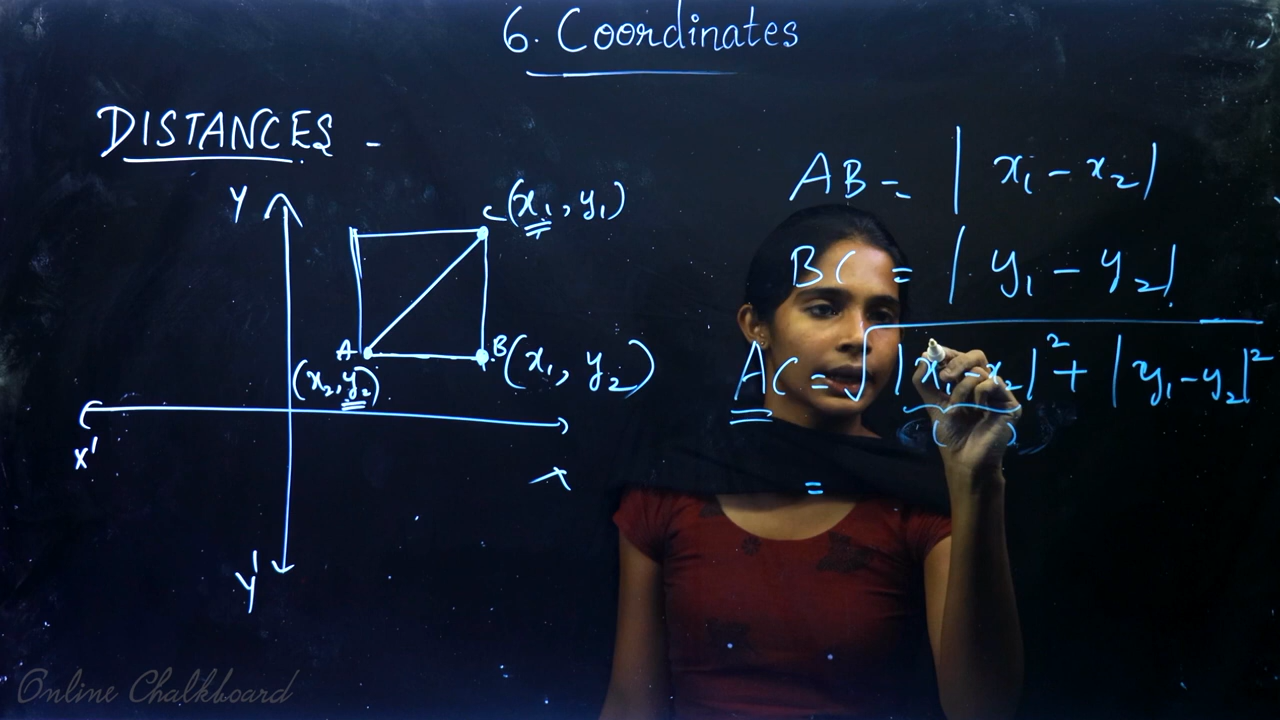 6. Coordinates
DISTANCES -
Y
C(x₁, y₁)
A
(x₂, y₂)
B(x₁, y₂)
X'
X
Y'
AB = |x₁ - x₂|
BC = |y₁ - y₂|
AC = √|x₁ - x₂|² + |y₁ - y₂|²
( )
=
Online Chalkboard